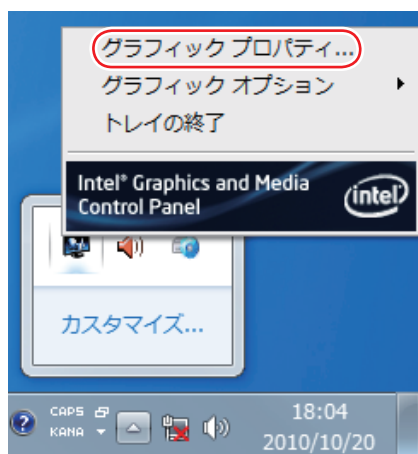 グラフィック プロパティ...
グラフィック オプション
トレイの終了
Intel® Graphics and Media
Control Panel
intel
カスタマイズ...
CAPS
KANA
18:04
2010/10/20